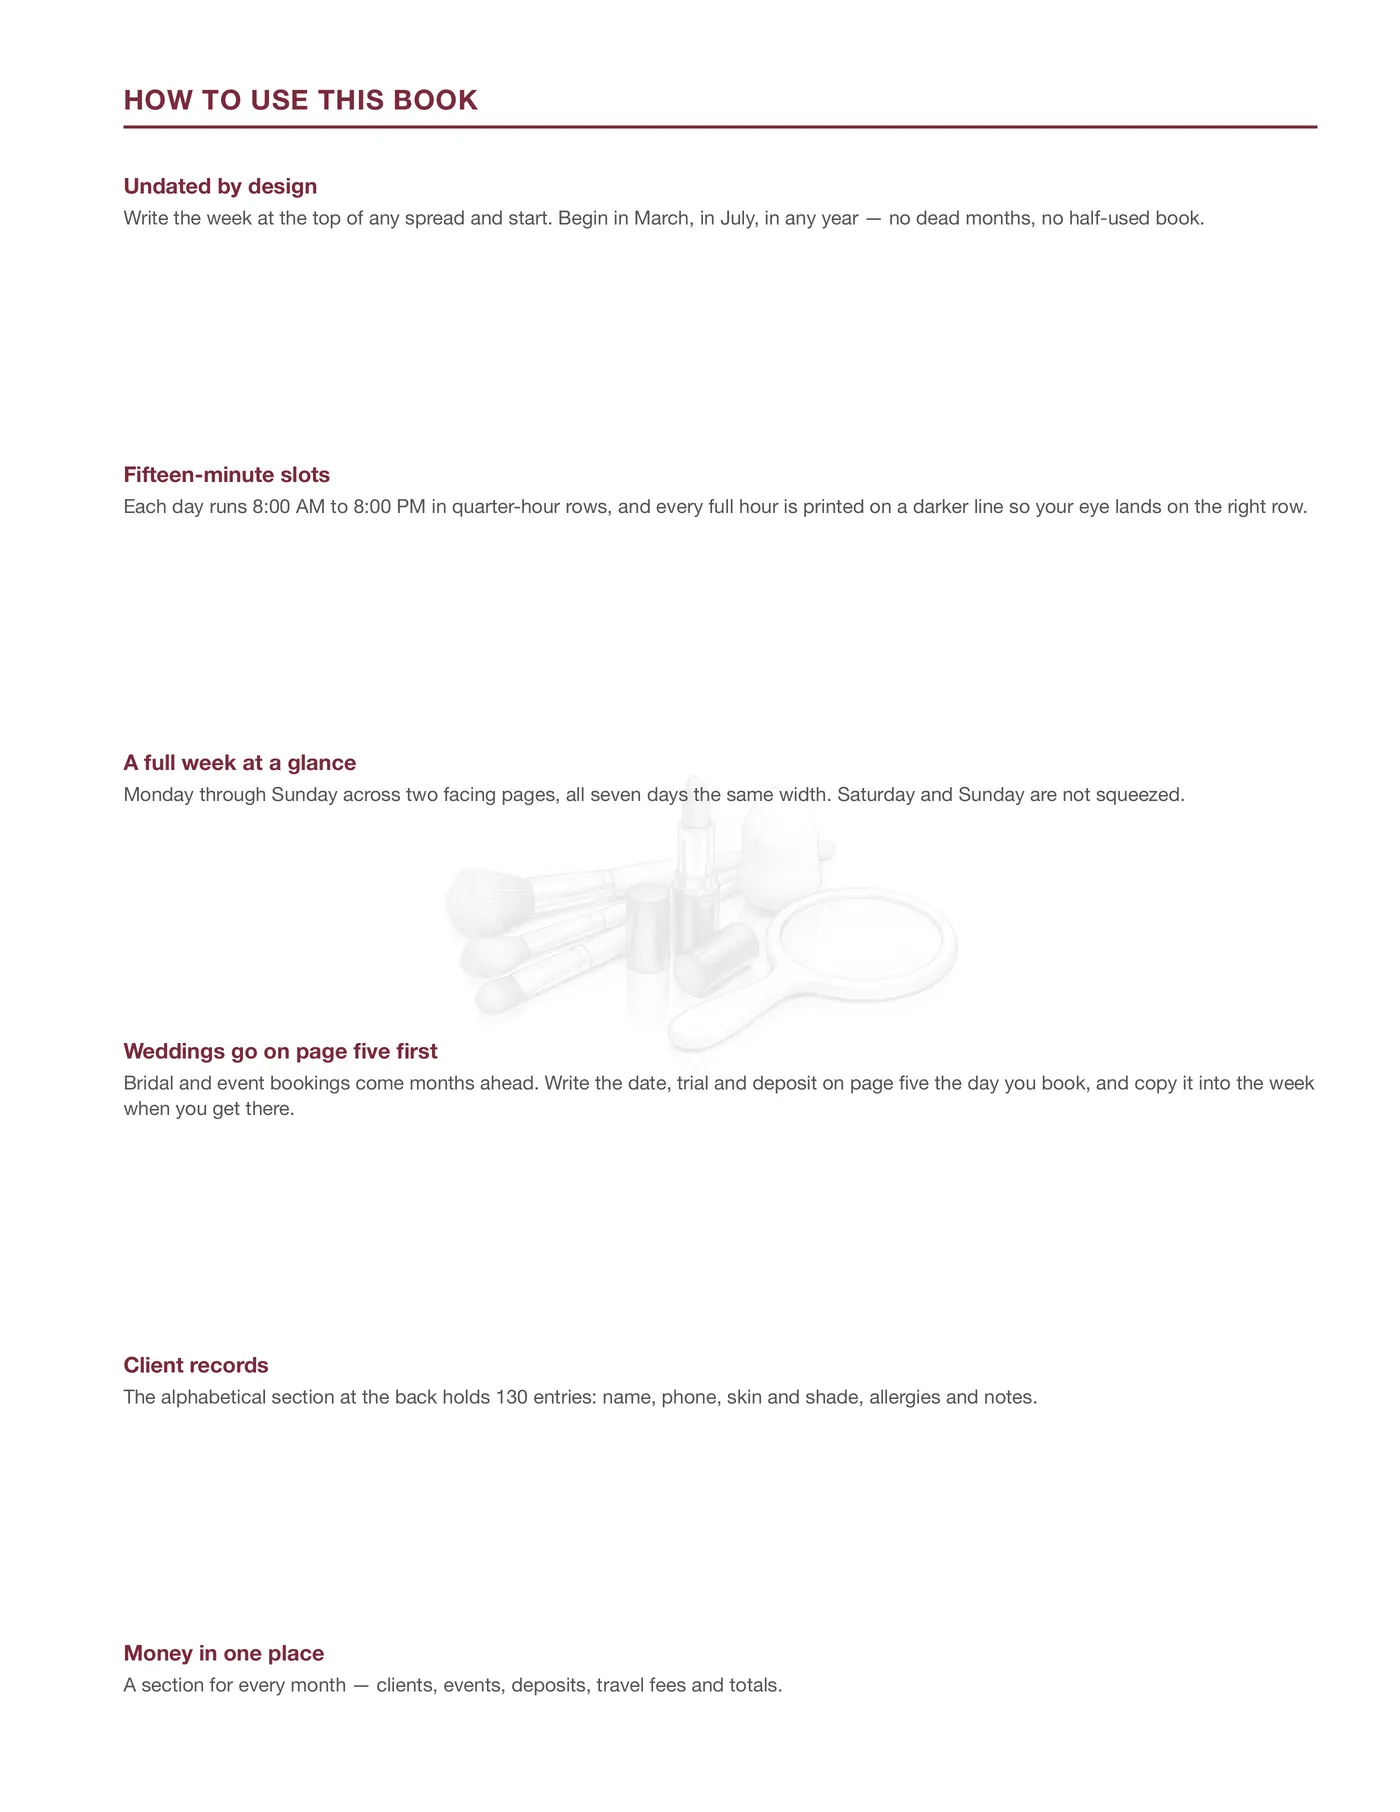 HOW TO USE THIS BOOK
Undated by design
Write the week at the top of any spread and start. Begin in March, in July, in any year — no dead months, no half-used book.
Fifteen-minute slots
Each day runs 8:00 AM to 8:00 PM in quarter-hour rows, and every full hour is printed on a darker line so your eye lands on the right row.
A full week at a glance
Monday through Sunday across two facing pages, all seven days the same width. Saturday and Sunday are not squeezed.
Weddings go on page five first
Bridal and event bookings come months ahead. Write the date, trial and deposit on page five the day you book, and copy it into the week
when you get there.
Client records
The alphabetical section at the back holds 130 entries: name, phone, skin and shade, allergies and notes.
Money in one place
A section for every month — clients, events, deposits, travel fees and totals.